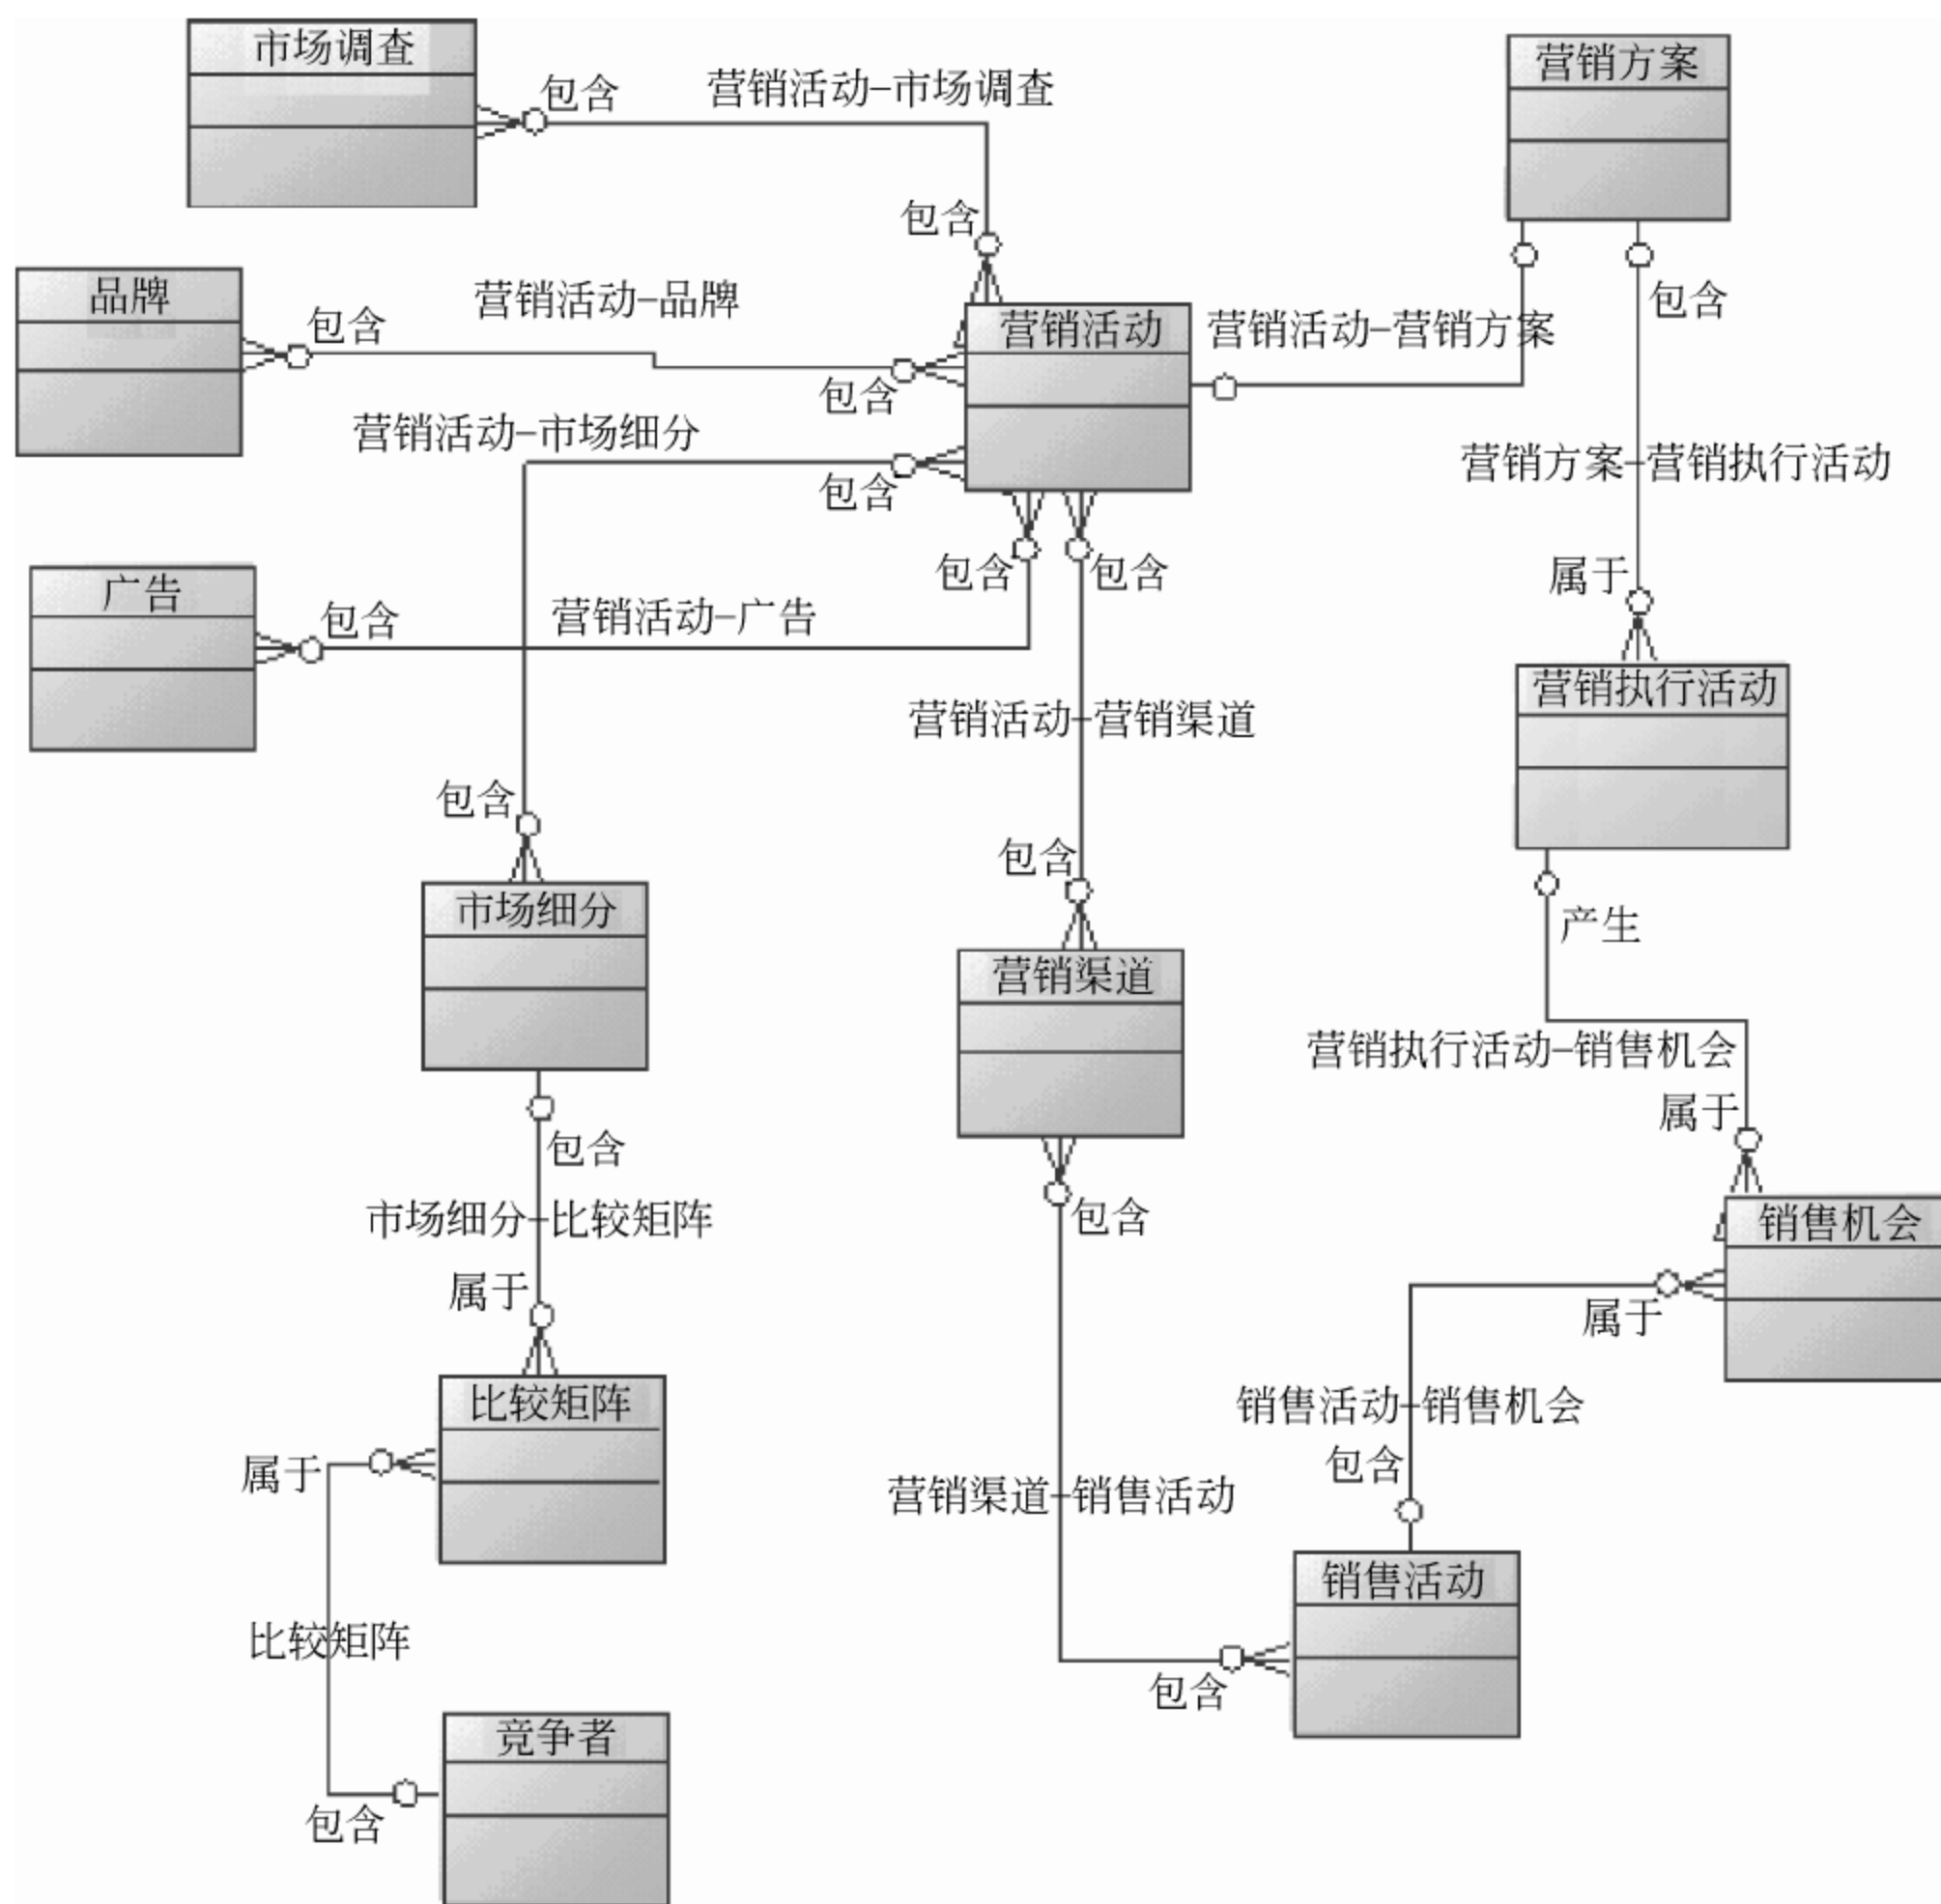 市场调查
营销方案
包含
营销活动–市场调查
包含
品牌
营销活动–品牌
包含
包含
营销活动
营销活动–营销方案
包含
营销活动–市场细分
包含
营销方案–营销执行活动
广告
包含
营销活动–广告
包含
包含
属于
营销执行活动
营销活动–营销渠道
包含
包含
市场细分
营销渠道
产生
营销执行活动–销售机会
包含
属于
市场细分–比较矩阵
包含
销售机会
属于
属于
比较矩阵
销售活动–销售机会
属于
包含
营销渠道–销售活动
销售活动
比较矩阵
包含
竞争者
包含